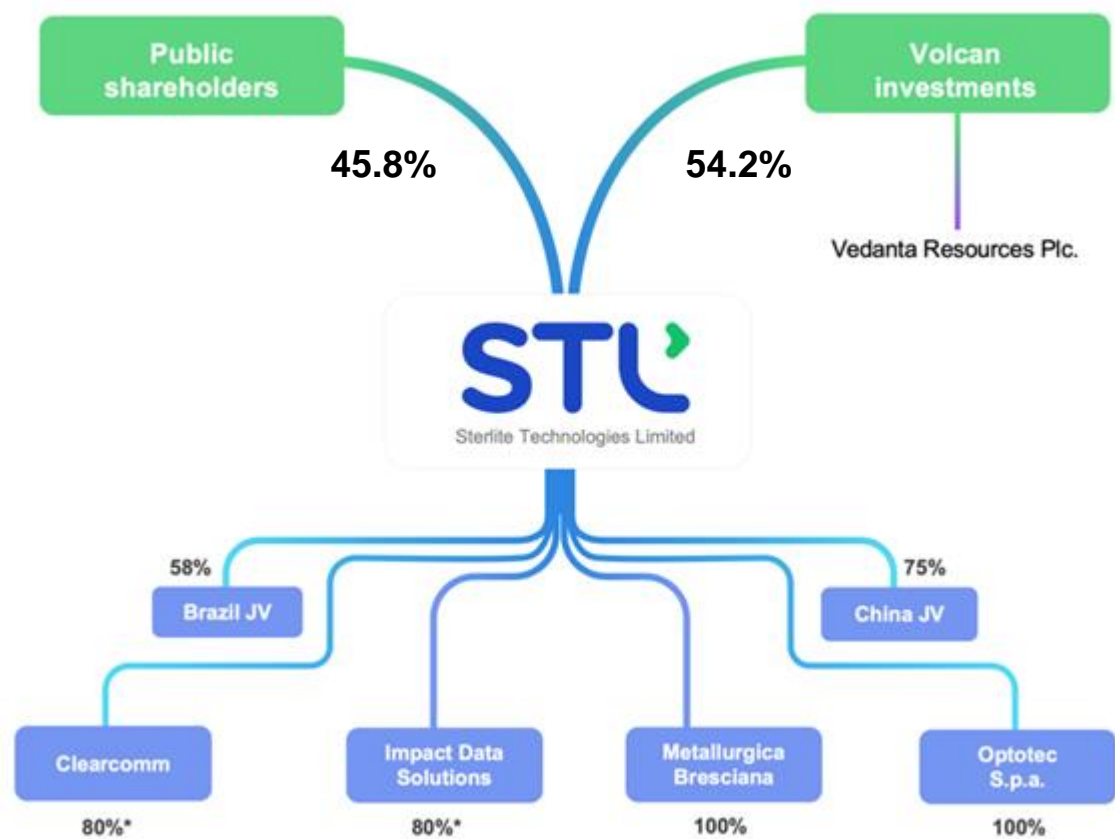 Public
shareholders
Volcan
investments
45.8%
54.2%
Vedanta Resources Plc.
STL
Sterlite Technologies Limited
58%
Brazil JV
75%
China JV
Clearcomm
80%*
Impact Data
Solutions
80%*
Metallurgica
Bresciana
100%
Optotec
S.p.a.
100%